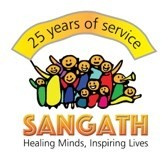 25 years of service
SANGATH
Healing Minds, Inspiring Lives